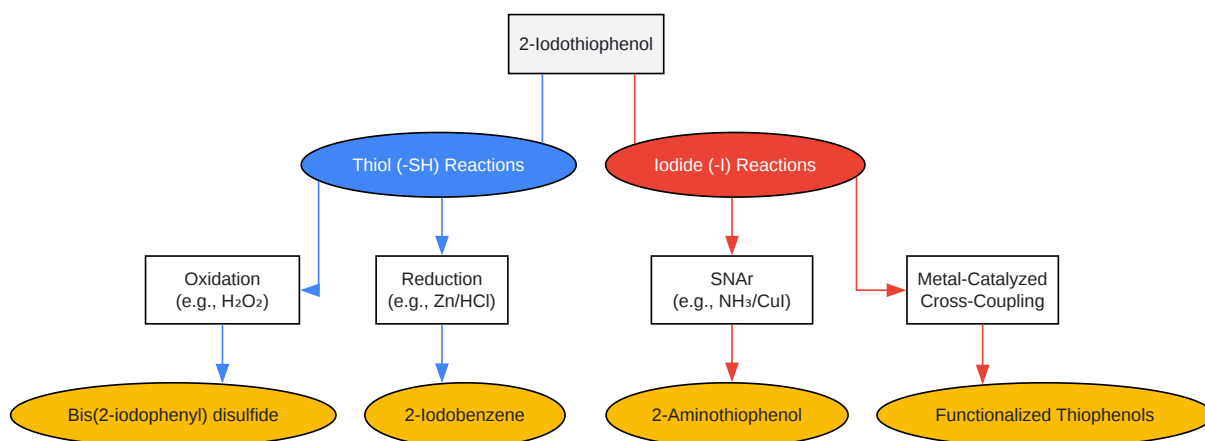 2-Iodothiophenol
Thiol (-SH) Reactions
Iodide (-I) Reactions
Oxidation
(e.g., H₂O₂)
Reduction
(e.g., Zn/HCl)
SNAr
(e.g., NH₃/CuI)
Metal-Catalyzed
Cross-Coupling
Bis(2-iodophenyl) disulfide
2-Iodobenzene
2-Aminothiophenol
Functionalized Thiophenols